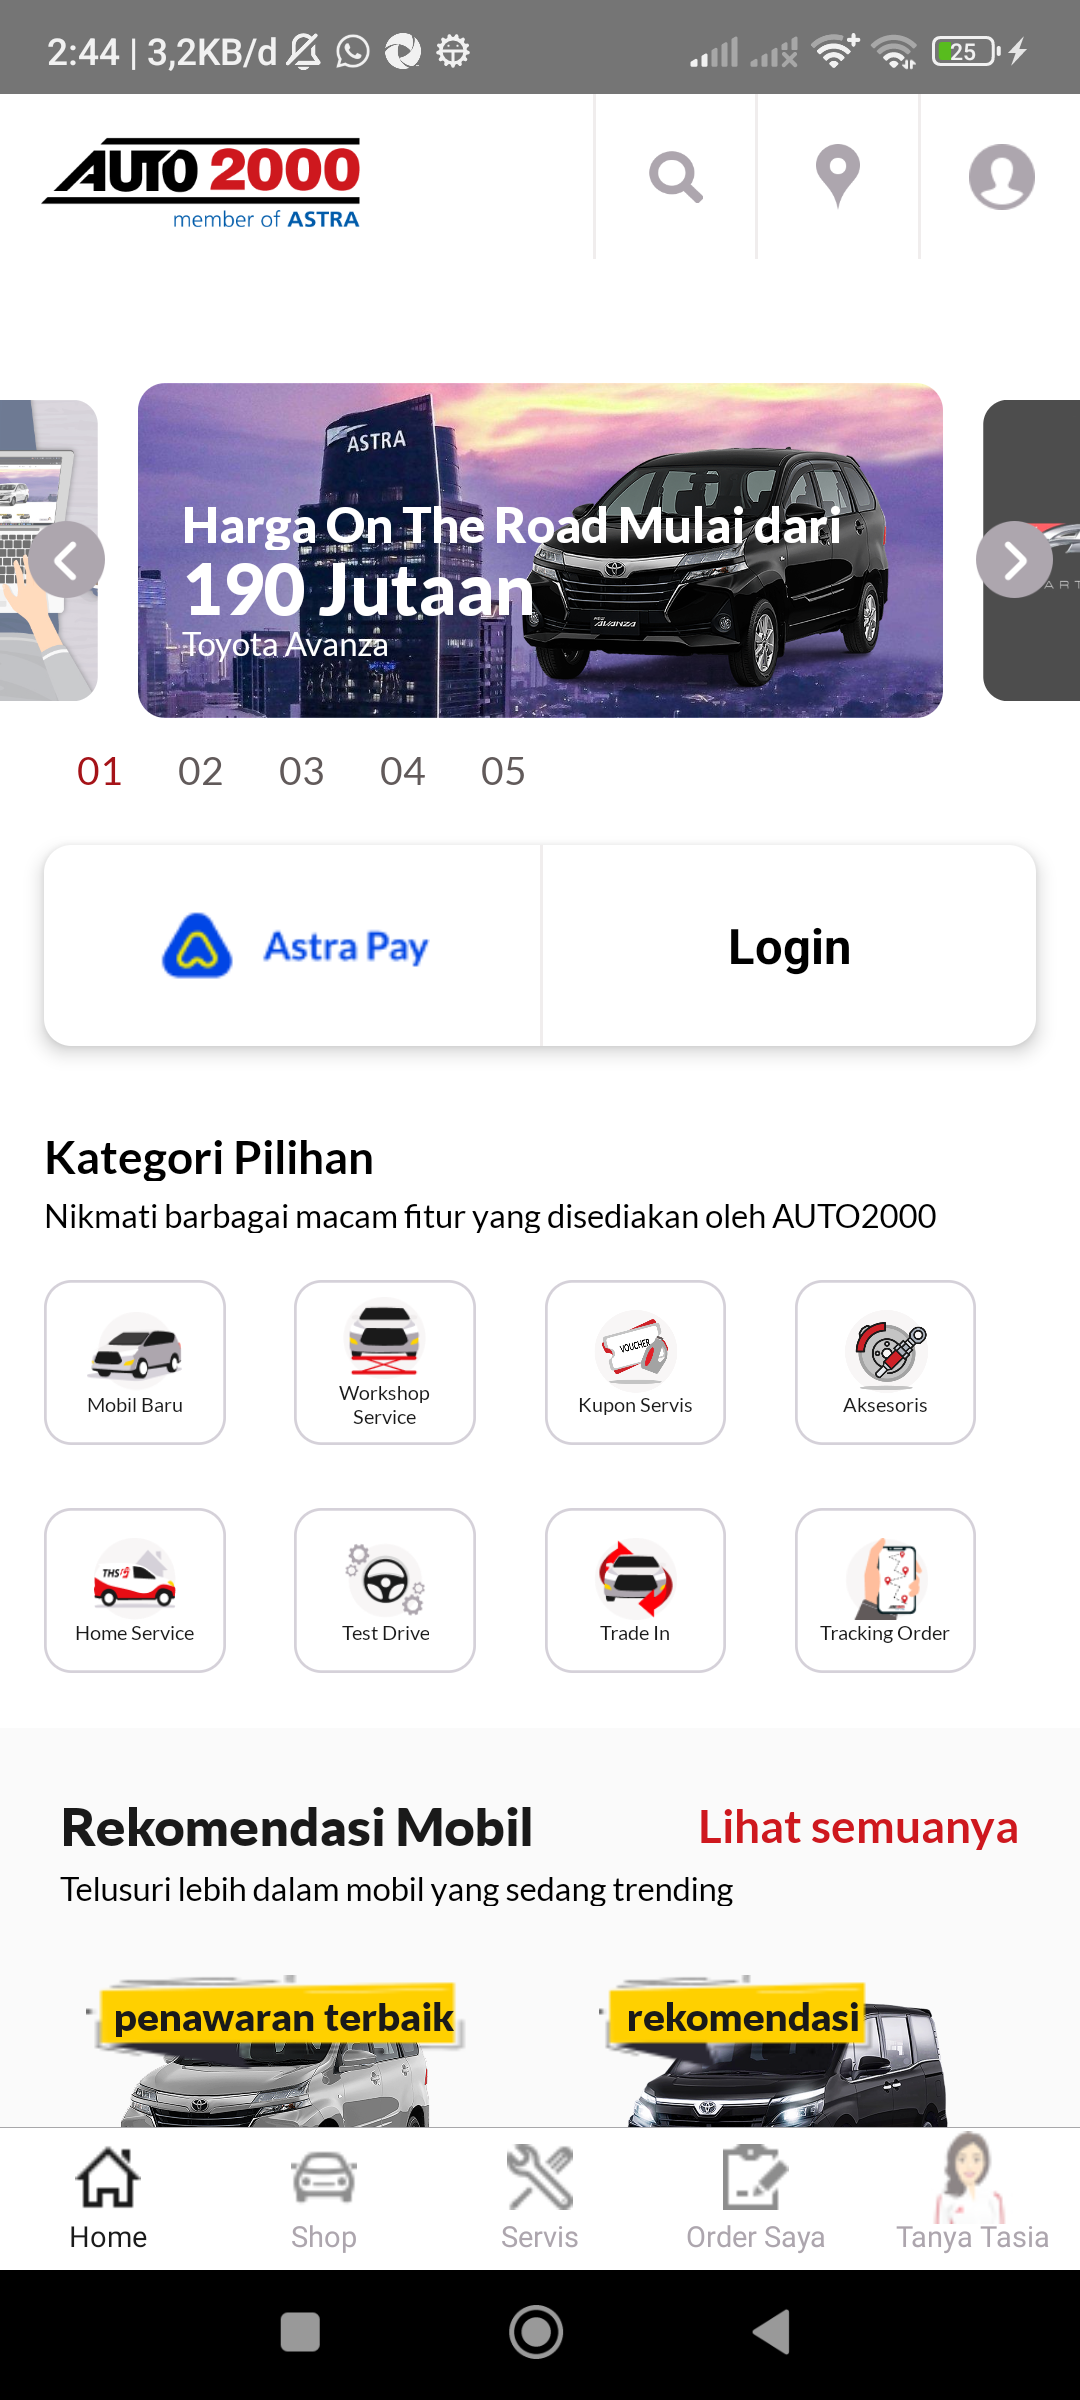 2:44 | 3,2KB/d
25
AUTO 2000
member of ASTRA
ASTRA
Harga On The Road Mulai dari
190 Jutaan
Toyota Avanza
AVANZA
01 02 03 04 05
Astra Pay
Login
Kategori Pilihan
Nikmati barbagai macam fitur yang disediakan oleh AUTO2000
Mobil Baru
Workshop
Service
VOUCHER
Kupon Servis
Aksesoris
THS
Home Service
Test Drive
Trade In
Tracking Order
Rekomendasi Mobil
Lihat semuanya
Telusuri lebih dalam mobil yang sedang trending
penawaran terbaik
rekomendasi
Home
Shop
Servis
Order Saya
Tanya Tasia